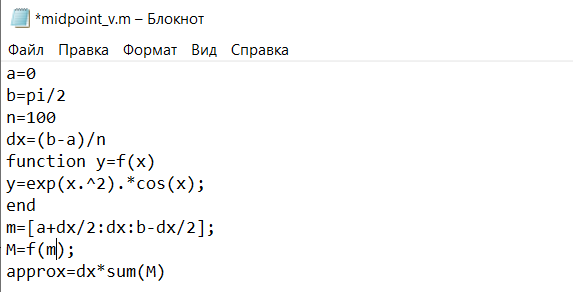 *midpoint_v.m – Блокнот
Файл Правка Формат Вид Справка
a=0
b=pi/2
n=100
dx=(b-a)/n
function y=f(x)
y=exp(x.^2).*cos(x);
end
m=[a+dx/2:dx:b-dx/2];
M=f(m);
approx=dx*sum(M)